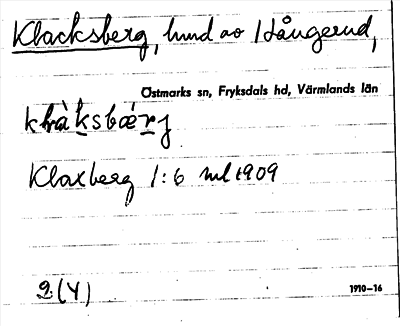 Klacksberg, hmd av Hångerud,
Östmarks sn, Fryksdals hd, Värmlands län
Klaxberg 1:6 ml 1909
2 (4)
1910–16